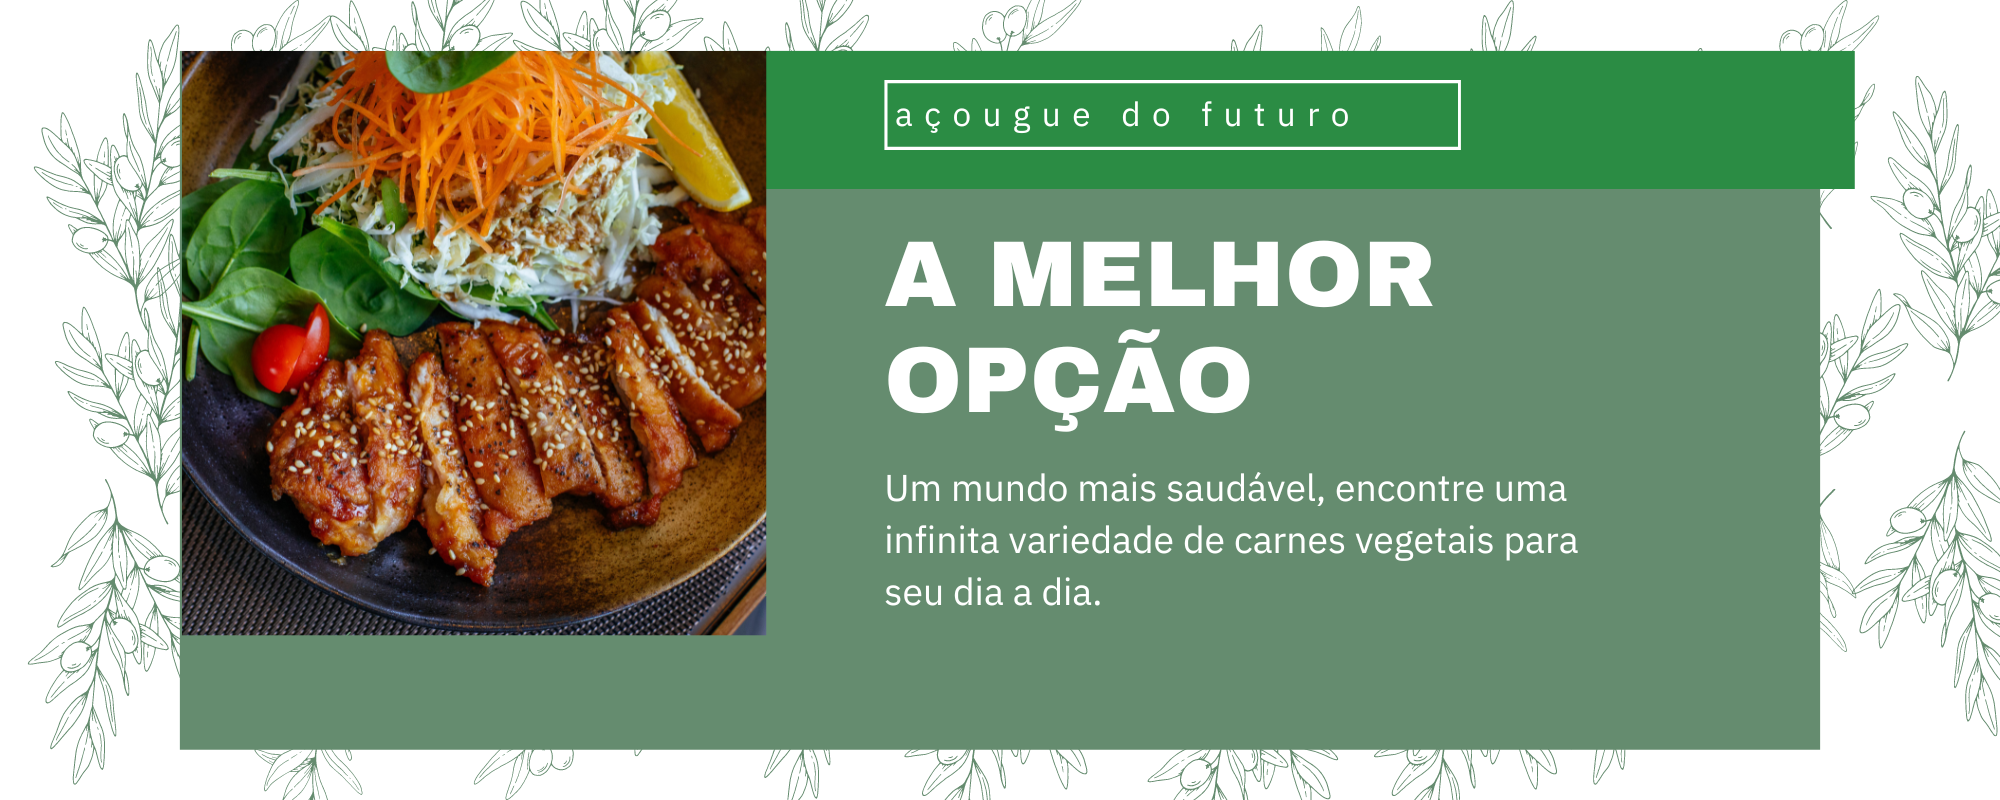 açougue do futuro
A MELHOR
OPÇÃO
Um mundo mais saudável, encontre uma
infinita variedade de carnes vegetais para
seu dia a dia.